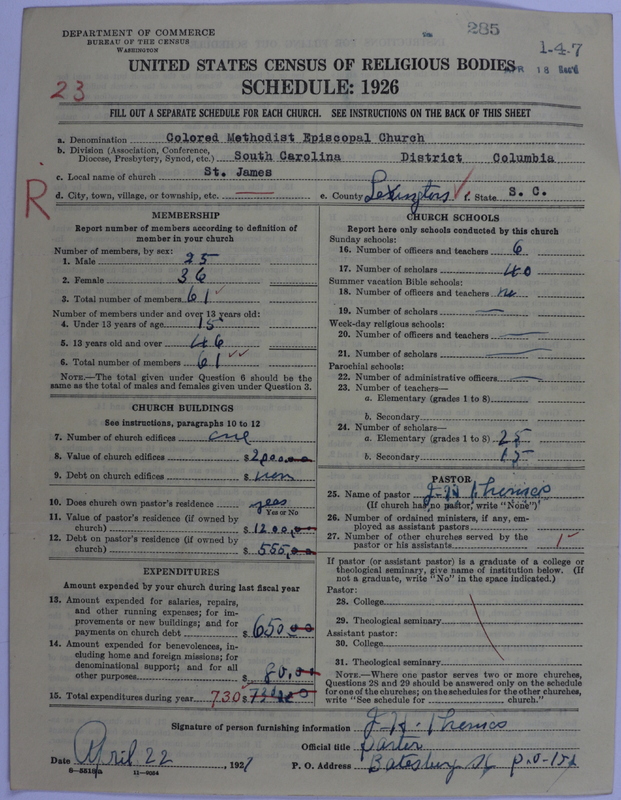 DEPARTMENT OF COMMERCE
BUREAU OF THE CENSUS
WASHINGTON
285
1-4-7
APR 18
UNITED STATES CENSUS OF RELIGIOUS BODIES
SCHEDULE: 1926
23
FILL OUT A SEPARATE SCHEDULE FOR EACH CHURCH. SEE INSTRUCTIONS ON THE BACK OF THIS SHEET
a. Denomination Colored Methodist Episcopal Church
b. Division (Association, Conference, Diocese, Presbytery, Synod, etc.) South Carolina District Columbia
c. Local name of church St. James
R
d. City, town, village, or township, etc. e. County Lexington f. State S. C.
MEMBERSHIP
Report number of members according to definition of member in your church
Number of members, by sex:
1. Male 25
2. Female 36
3. Total number of members 61
Number of members under and over 13 years old:
4. Under 13 years of age 15
5. 13 years old and over 46
6. Total number of members 61
NOTE.—The total given under Question 6 should be the same as the total of males and females given under Question 3.
CHURCH BUILDINGS
See instructions, paragraphs 10 to 12
7. Number of church edifices one
8. Value of church edifices $ 2000.00
9. Debt on church edifices $
10. Does church own pastor's residence yes
Yes or No
11. Value of pastor's residence (if owned by church) $ 1200.00
12. Debt on pastor's residence (if owned by church) $ 555.00
EXPENDITURES
Amount expended by your church during last fiscal year
13. Amount expended for salaries, repairs, and other running expenses; for improvements or new buildings; and for payments on church debt $ 650.00
14. Amount expended for benevolences, including home and foreign missions; for denominational support; and for all other purposes $ 80.00
15. Total expenditures during year 730 $
CHURCH SCHOOLS
Report here only schools conducted by this church
Sunday schools:
16. Number of officers and teachers 6
17. Number of scholars 40
Summer vacation Bible schools:
18. Number of officers and teachers
19. Number of scholars
Week-day religious schools:
20. Number of officers and teachers
21. Number of scholars
Parochial schools:
22. Number of administrative officers
23. Number of teachers—
a. Elementary (grades 1 to 8)
b. Secondary
24. Number of scholars—
a. Elementary (grades 1 to 8) 25
b. Secondary 15
PASTOR
25. Name of pastor J. H. Thomas
(If church has no pastor, write "None")
26. Number of ordained ministers, if any, employed as assistant pastors
27. Number of other churches served by the pastor or his assistants 1
If pastor (or assistant pastor) is a graduate of a college or theological seminary, give name of institution below. (If not a graduate, write "No" in the space indicated.)
Pastor:
28. College
29. Theological seminary
Assistant pastor:
30. College
31. Theological seminary
NOTE.—Where one pastor serves two or more churches, Questions 28 and 29 should be answered only on the schedule for one of the churches; on the schedules for the other churches, write "See schedule for church."
Signature of person furnishing information J. H. Thomas
Official title Paster
Date April 22, 1927 P. O. Address Batesburg SC
8—5518a 11—9064